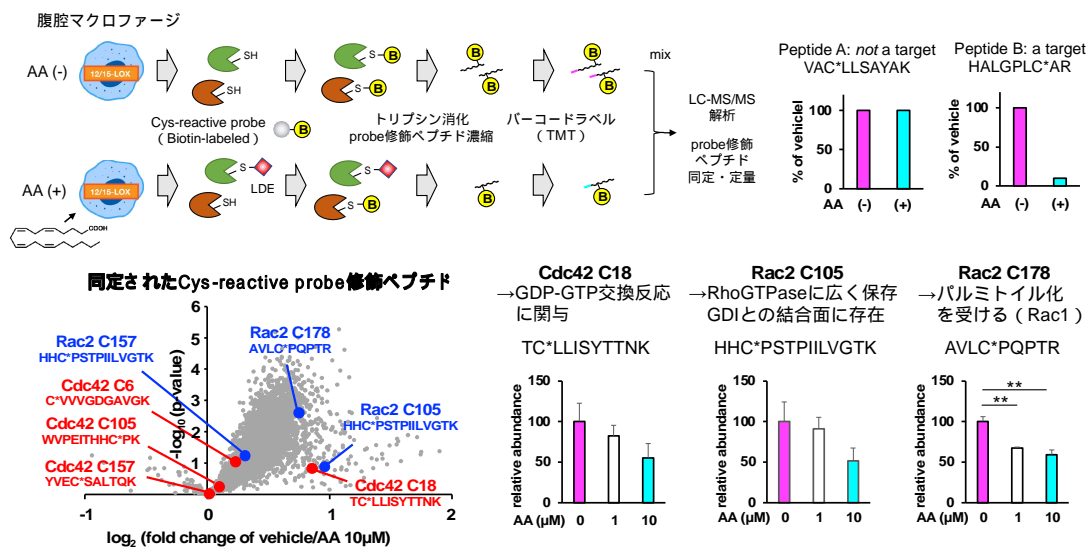 腹腔マクロファージ
AA (-)
12/15-LOX
SH
SH
Cys-reactive probe
（Biotin-labeled）
B
S
B
S
B
トリプシン消化
probe修飾ペプチド濃縮
B
B
バーコードラベル
（TMT）
B
B
mix
AA (+)
12/15-LOX
COOH
S
LDE
SH
S
S
B
B
B
LC-MS/MS
解析
probe修飾
ペプチド
同定・定量
Peptide A: not a target
VAC*LLSAYAK
% of vehiclel
150
100
50
0
AA (-) (+)
Peptide B: a target
HALGPLC*AR
% of vehicle
150
100
50
0
AA (-) (+)
同定されたCys-reactive probe修飾ペプチド
-log10 (p-value)
6
5
4
3
2
1
-1 0 1 2
log2 (fold change of vehicle/AA 10μM)
Rac2 C157
HHC*PSTPIILVGTK
Cdc42 C6
C*VVVGDGAVGK
Cdc42 C105
WVPEITHHC*PK
Cdc42 C157
YVEC*SALTQK
Rac2 C178
AVLC*PQPTR
Rac2 C105
HHC*PSTPIILVGTK
Cdc42 C18
TC*LLISYTTNK
Cdc42 C18
→GDP-GTP交換反応
に関与
TC*LLISYTTNK
relative abundance
150
100
50
0
AA (μM) 0 1 10
Rac2 C105
→RhoGTPaseに広く保存
GDIとの結合面に存在
HHC*PSTPIILVGTK
relative abundance
150
100
50
0
AA (μM) 0 1 10
Rac2 C178
→パルミトイル化
を受ける（Rac1）
AVLC*PQPTR
relative abundance
150
100
50
0
**
**
AA (μM) 0 1 10